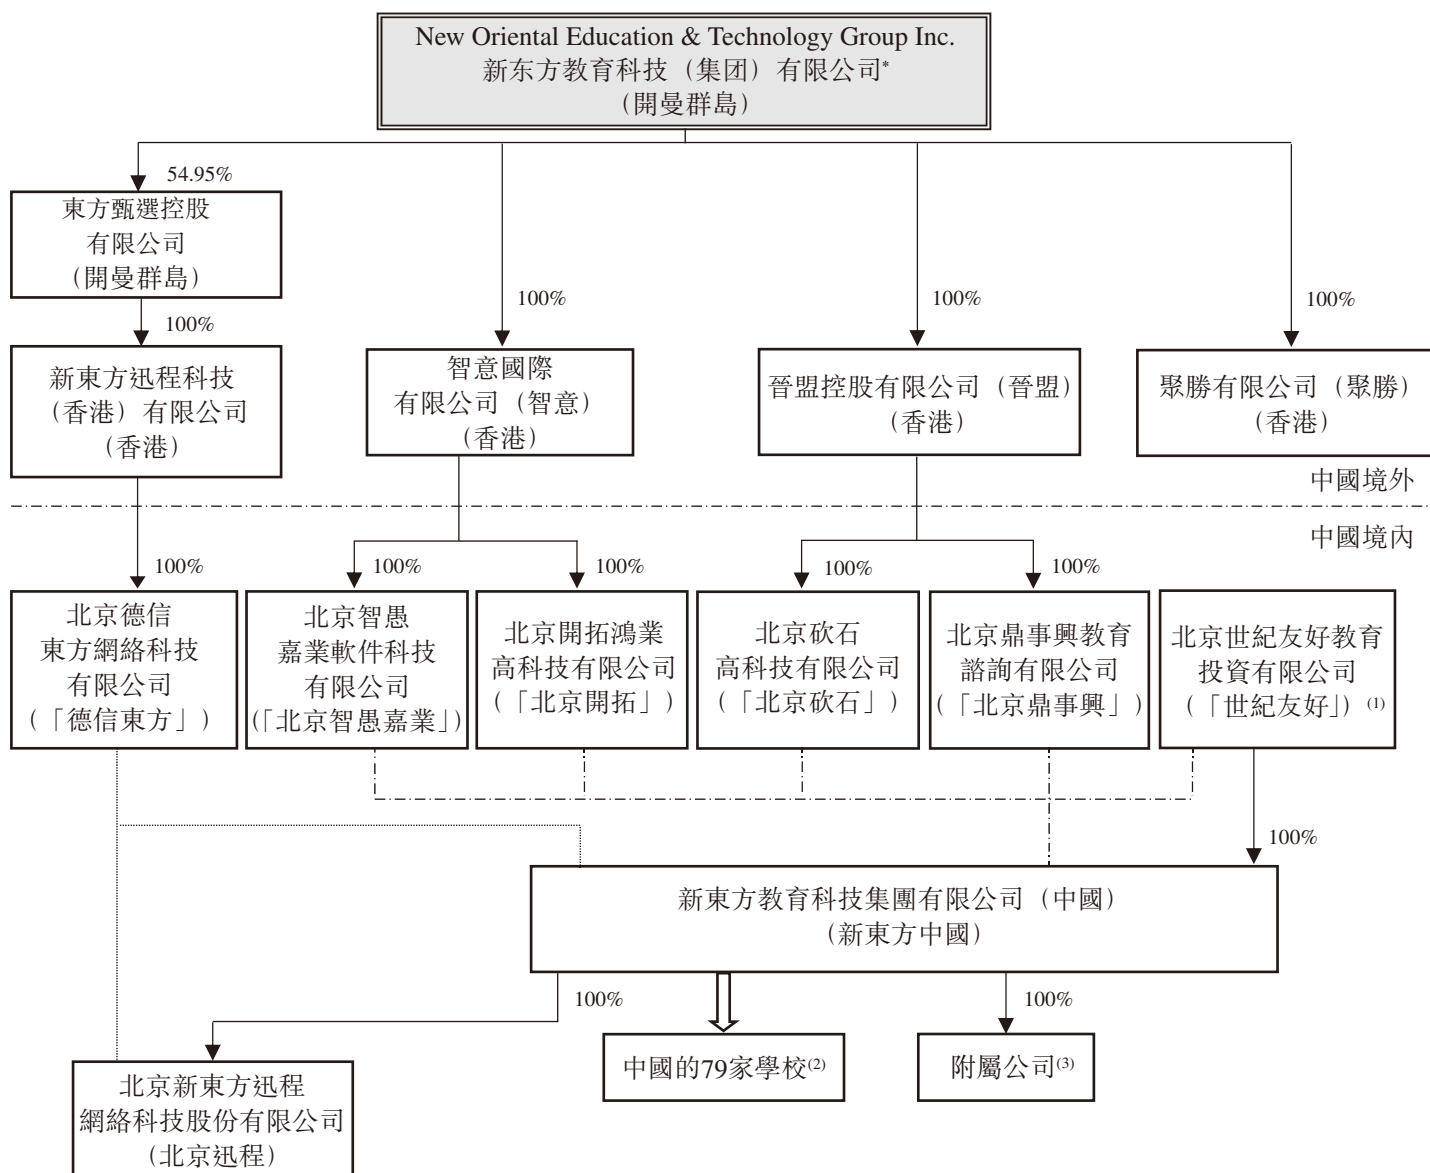 New Oriental Education & Technology Group Inc.
新东方教育科技（集团）有限公司*
（開曼群島）
54.95%
東方甄選控股
有限公司
（開曼群島）
100%
100%
100%
100%
新東方迅程科技
（香港）有限公司
（香港）
智意國際
有限公司（智意）
（香港）
晉盟控股有限公司（晉盟）
（香港）
聚勝有限公司（聚勝）
（香港）
中國境外
中國境內
100%
100%
100%
100%
100%
北京德信
東方網絡科技
有限公司
（「德信東方」）
北京智愚
嘉業軟件科技
有限公司
（「北京智愚嘉業」）
北京開拓鴻業
高科技有限公司
（「北京開拓」）
北京砍石
高科技有限公司
（「北京砍石」）
北京鼎事興教育
諮詢有限公司
（「北京鼎事興」）
北京世紀友好教育
投資有限公司
（「世紀友好」）(1)
100%
新東方教育科技集團有限公司（中國）
（新東方中國）
100%
100%
中國的79家學校(2)
附屬公司(3)
北京新東方迅程
網絡科技股份有限公司
（北京迅程）